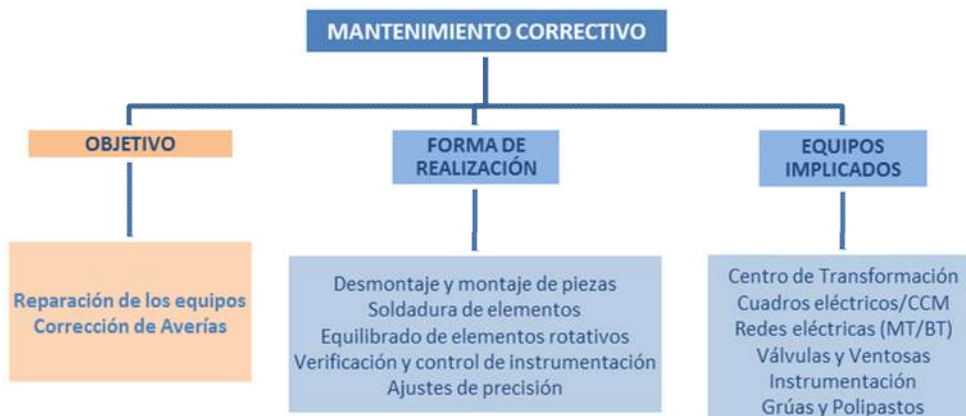 MANTENIMIENTO CORRECTIVO
OBJETIVO
Reparación de los equipos
Corrección de Averías
FORMA DE
REALIZACIÓN
Desmontaje y montaje de piezas
Soldadura de elementos
Equilibrado de elementos rotativos
Verificación y control de instrumentación
Ajustes de precisión
EQUIPOS
IMPLICADOS
Centro de Transformación
Cuadros eléctricos/CCM
Redes eléctricas (MT/BT)
Válvulas y Ventosas
Instrumentación
Grúas y Polipastos